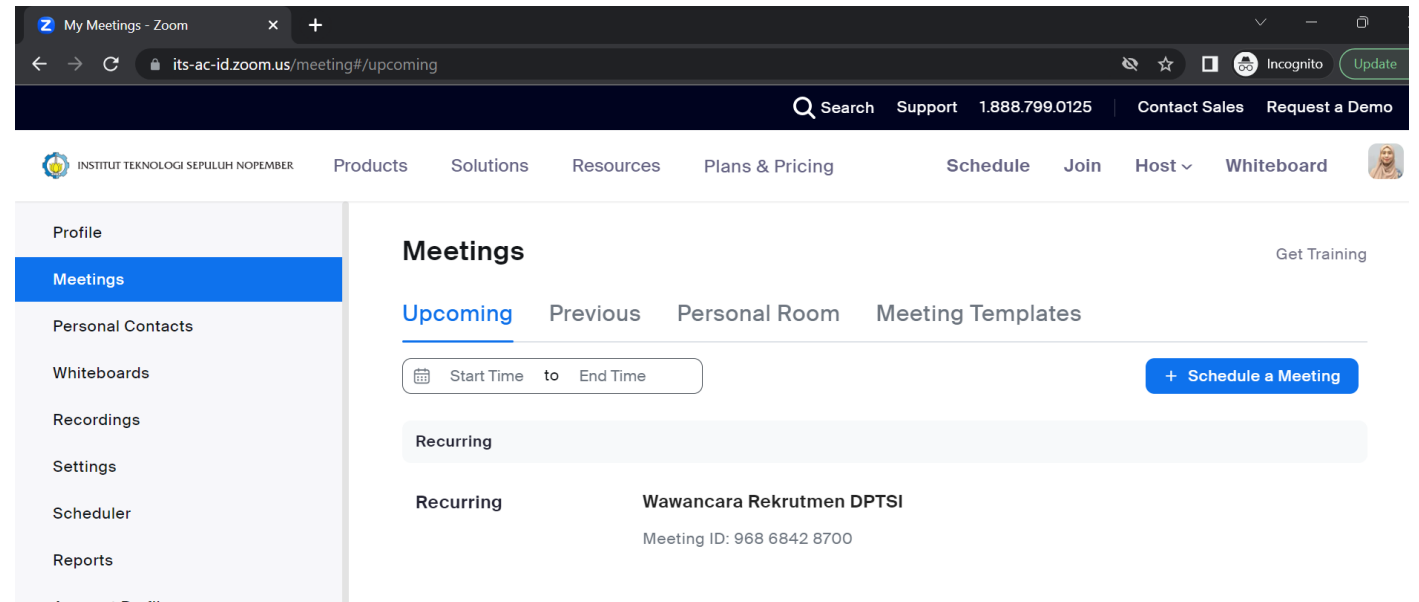 My Meetings - Zoom
its-ac-id.zoom.us/meeting#/upcoming
Incognito
Update
Search Support 1.888.799.0125 Contact Sales Request a Demo
INSTITUT TEKNOLOGI SEPULUH NOPEMBER Products Solutions Resources Plans & Pricing Schedule Join Host Whiteboard
Profile
Meetings
Personal Contacts
Whiteboards
Recordings
Settings
Scheduler
Reports
Meetings
Get Training
Upcoming Previous Personal Room Meeting Templates
Start Time to End Time
+ Schedule a Meeting
Recurring
Recurring
Wawancara Rekrutmen DPTSI
Meeting ID: 968 6842 8700